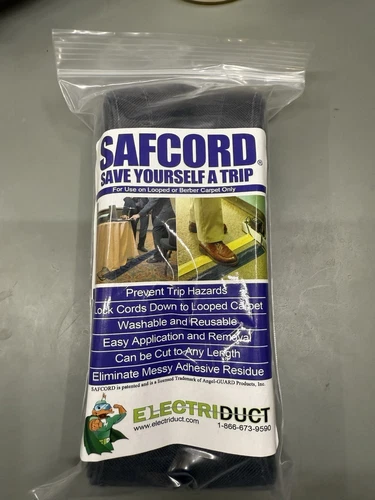 SAFCORD®
SAVE YOURSELF A TRIP
For Use on Looped or Berber Carpet Only
Prevent Trip Hazards
Lock Cords Down to Looped Carpet
Washable and Reusable
Easy Application and Removal
Can be Cut to Any Length
Eliminate Messy Adhesive Residue
SAFCORD is patented and is a licensed Trademark of Angel-GUARD Products, Inc.
ELECTRIDUCT
www.electriduct.com 1-866-673-9590